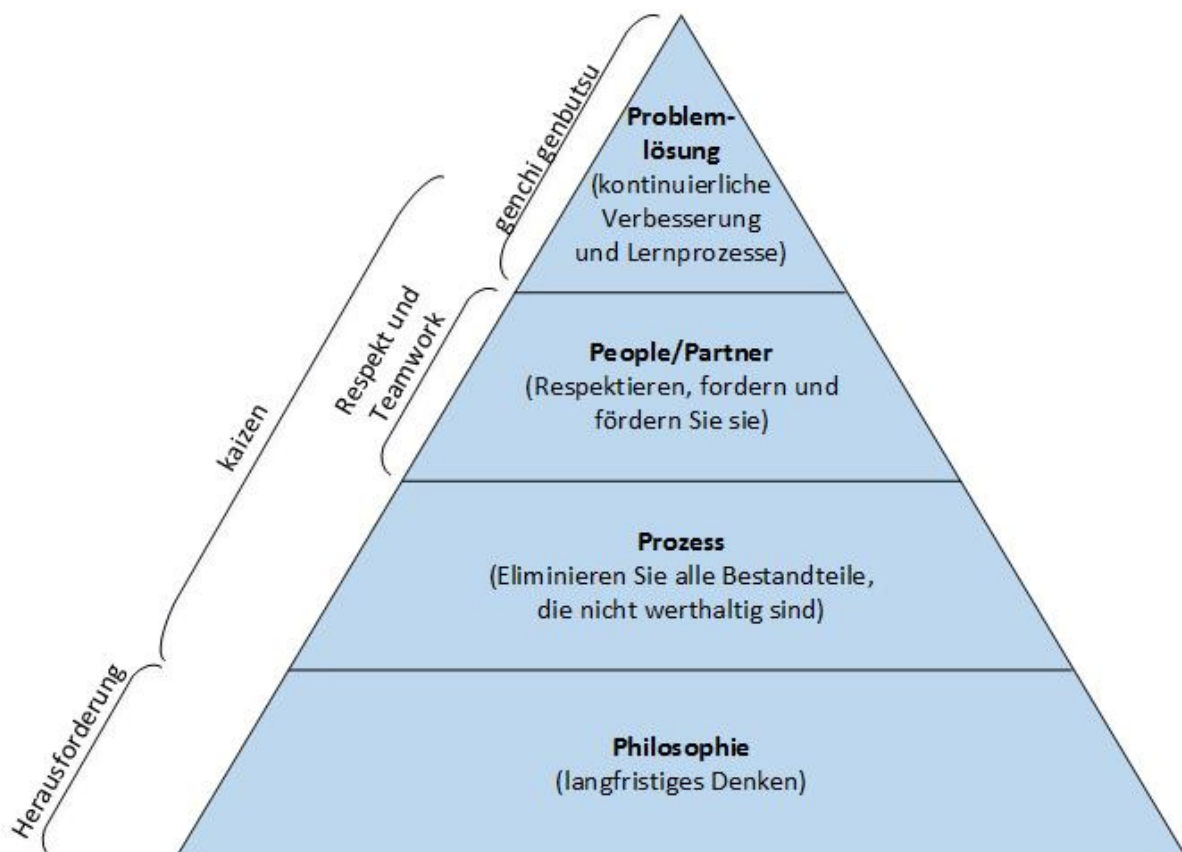 genchi genbutsu
Problem-
lösung
(kontinuierliche
Verbesserung
und Lernprozesse)
Respekt und
Teamwork
People/Partner
(Respektieren, fordern und
fördern Sie sie)
kaizen
Prozess
(Eliminieren Sie alle Bestandteile,
die nicht werthaltig sind)
Herausforderung
Philosophie
(langfristiges Denken)